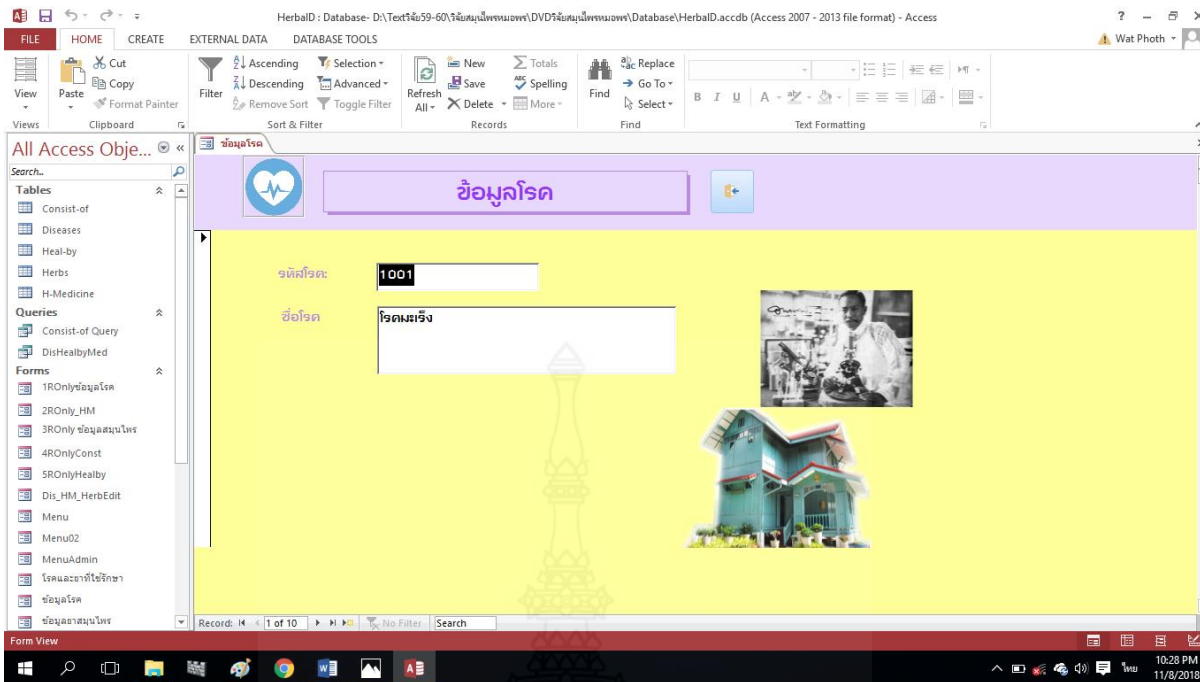 HerbalD : Database- D:\Textวิจัย59-60\วิจัยสมุนไพรหมอพร\DVDวิจัยสมุนไพรหมอพร\Database\HerbalD.accdb (Access 2007 - 2013 file format) - Access
FILE HOME CREATE EXTERNAL DATA DATABASE TOOLS Wat Photh
Cut Ascending Selection New Totals Replace
Copy Descending Advanced Save Spelling Go To
View Paste Format Painter Filter Remove Sort Toggle Filter Refresh All Delete More Find Select B I U A
Views Clipboard Sort & Filter Records Find Text Formatting
All Access Obje... ข้อมูลโรค
Search..
ข้อมูลโรค
Tables
Consist-of
Diseases
Heal-by
Herbs
H-Medicine
Queries
Consist-of Query
DisHealbyMed
Forms
1ROnlyข้อมูลโรค
2ROnly_HM
3ROnly ข้อมูลสมุนไพร
4ROnlyConst
5ROnlyHealby
Dis_HM_HerbEdit
Menu
Menu02
MenuAdmin
โรคและยาที่ใช้รักษา
ข้อมูลโรค
ข้อมูลยาสมุนไพร
รหัสโรค: 1001
ชื่อโรค โรคมะเร็ง
Record: 1 of 10 No Filter Search
Form View
ไทย 10:28 PM
11/8/2018